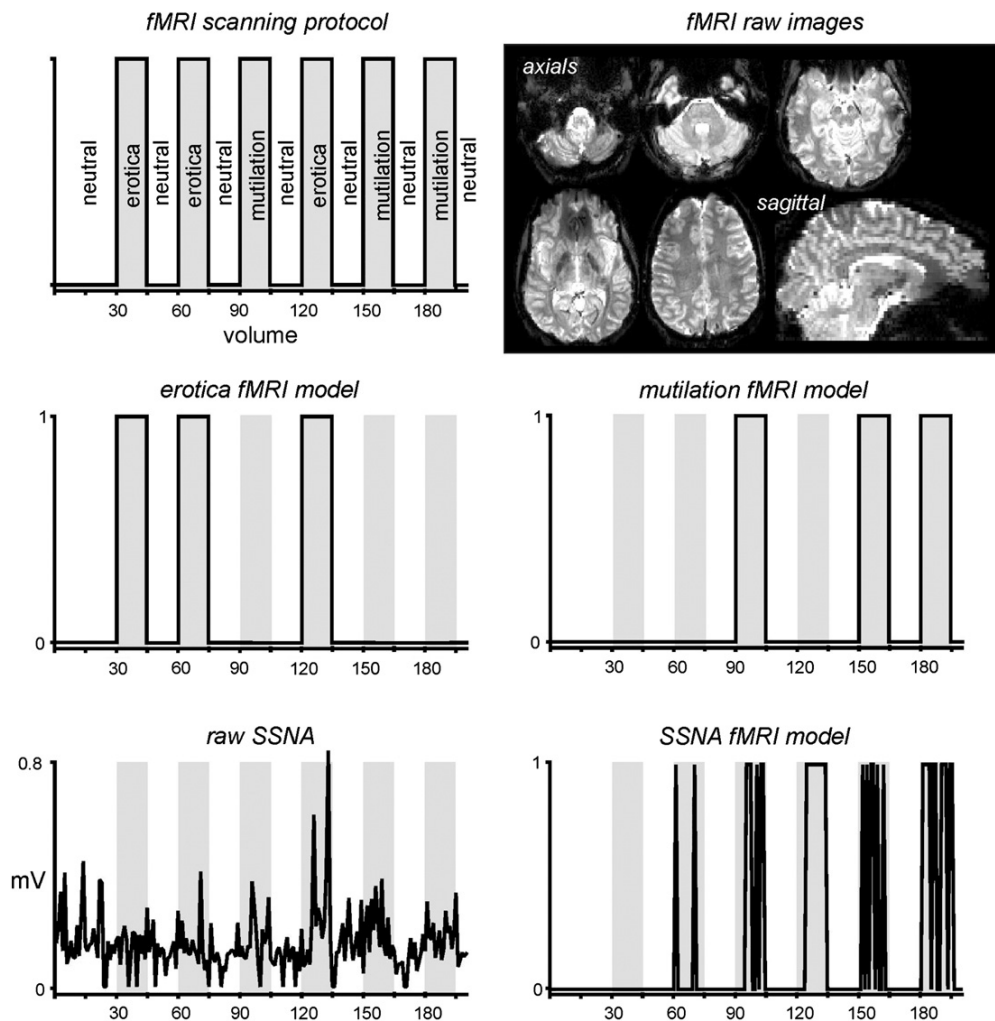 fMRI scanning protocol
neutral
erotica
neutral
erotica
neutral
mutilation
neutral
erotica
neutral
mutilation
neutral
mutilation
neutral
30 60 90 120 150 180
volume
fMRI raw images
axials
sagittal
erotica fMRI model
1
0
30 60 90 120 150 180
mutilation fMRI model
1
0
30 60 90 120 150 180
raw SSNA
0.8
mV
0
30 60 90 120 150 180
SSNA fMRI model
1
0
30 60 90 120 150 180